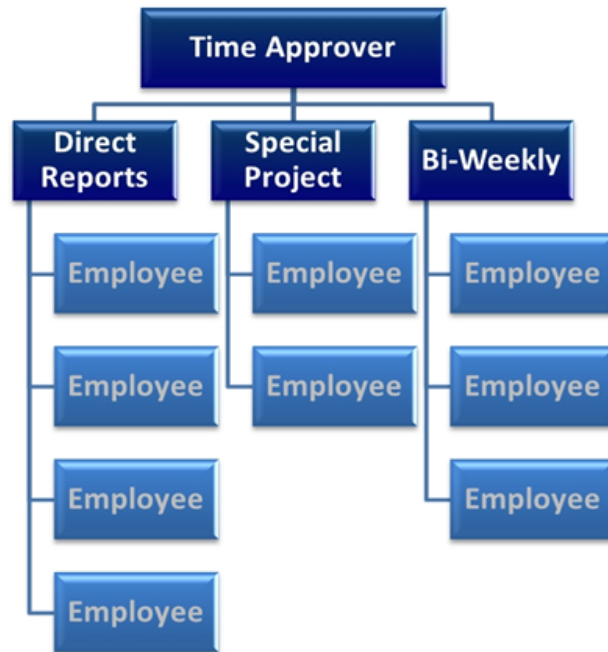 Time Approver
Direct
Reports
Special
Project
Bi-Weekly
Employee
Employee
Employee
Employee
Employee
Employee
Employee
Employee
Employee